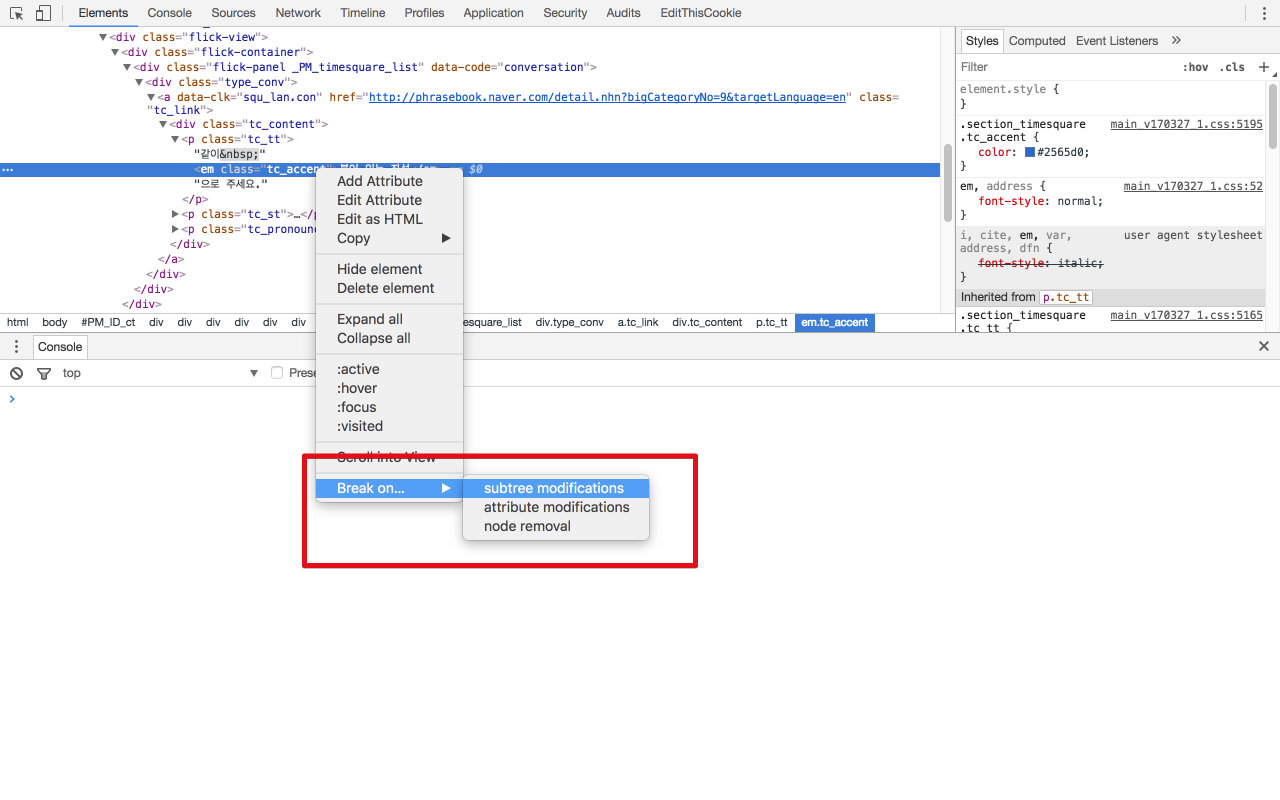 Elements Console Sources Network Timeline Profiles Application Security Audits EditThisCookie
<div class="flick-view">
<div class="flick-container">
<div class="flick-panel _PM_timesquare_list" data-code="conversation">
<div class="type_conv">
<a data-clk="squ_lan.con" href="http://phrasebook.naver.com/detail.nhn?bigCategoryNo=9&targetLanguage=en" class=
"tc_link">
<div class="tc_content">
<p class="tc_tt">
"같이&nbsp;"
<em class="tc_accent" == $0
"으로 주세요."
</p>
<p class="tc_st">…</p
<p class="tc_pronounc
</div>
</a>
</div>
</div>
</div>
html body #PM_ID_ct div div div div div div esquare_list div.type_conv a.tc_link div.tc_content p.tc_tt em.tc_accent
Styles Computed Event Listeners »
Filter :hov .cls +
element.style {
}
.section_timesquare main_v170327_1.css:5195
.tc_accent {
color: #2565d0;
}
em, address { main_v170327_1.css:52
font-style: normal;
}
i, cite, em, var, user agent stylesheet
address, dfn {
font-style: italic;
}
Inherited from p.tc_tt
.section_timesquare main_v170327_1.css:5165
.tc_tt {
Add Attribute
Edit Attribute
Edit as HTML
Copy
Hide element
Delete element
Expand all
Collapse all
:active
:hover
:focus
:visited
Scroll into View
Break on...
subtree modifications
attribute modifications
node removal
Console
top Prese